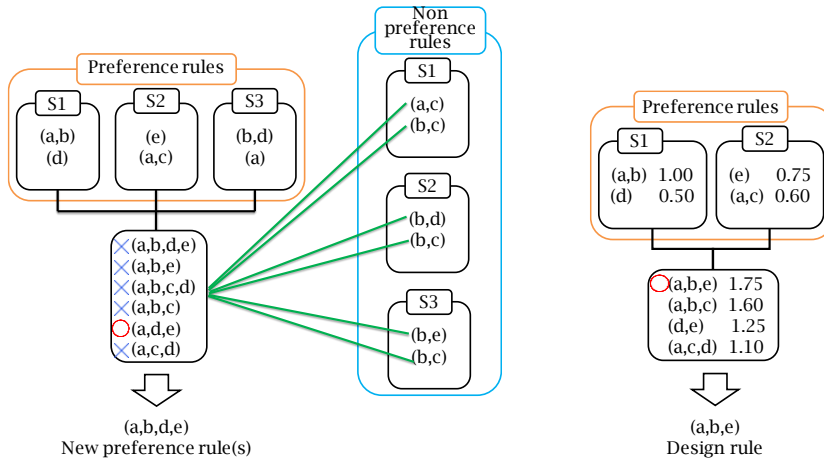 Preference rules
S1
(a,b)
(d)
S2
(e)
(a,c)
S3
(b,d)
(a)
(a,b,d,e)
(a,b,e)
(a,b,c,d)
(a,b,c)
(a,d,e)
(a,c,d)
(a,b,d,e)
New preference rule(s)
Non
preference
rules
S1
(a,c)
(b,c)
S2
(b,d)
(b,c)
S3
(b,e)
(b,c)
Preference rules
S1
(a,b) 1.00
(d) 0.50
S2
(e) 0.75
(a,c) 0.60
(a,b,e) 1.75
(a,b,c) 1.60
(d,e) 1.25
(a,c,d) 1.10
(a,b,e)
Design rule